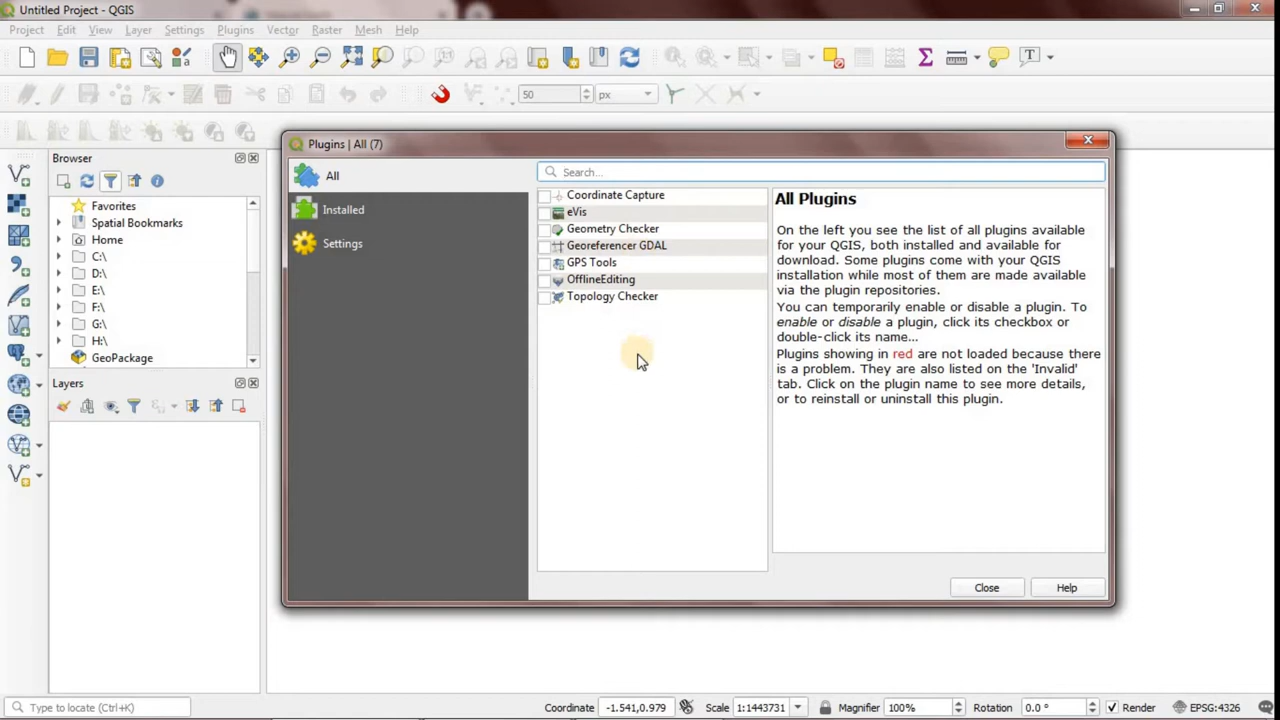 Untitled Project - QGIS
Project Edit View Layer Settings Plugins Vector Raster Mesh Help
50 px
Browser
Favorites
Spatial Bookmarks
Home
C:\
D:\
E:\
F:\
G:\
H:\
GeoPackage
Layers
Plugins | All (7)
All
Installed
Settings
Search...
Coordinate Capture
eVis
Geometry Checker
Georeferencer GDAL
GPS Tools
OfflineEditing
Topology Checker
All Plugins
On the left you see the list of all plugins available
for your QGIS, both installed and available for
download. Some plugins come with your QGIS
installation while most of them are made available
via the plugin repositories.
You can temporarily enable or disable a plugin. To
enable or disable a plugin, click its checkbox or
double-click its name...
Plugins showing in red are not loaded because there
is a problem. They are also listed on the 'Invalid'
tab. Click on the plugin name to see more details,
or to reinstall or uninstall this plugin.
Close Help
Type to locate (Ctrl+K) Coordinate -1.541,0.979 Scale 1:1443731 Magnifier 100% Rotation 0.0 ° Render EPSG:4326